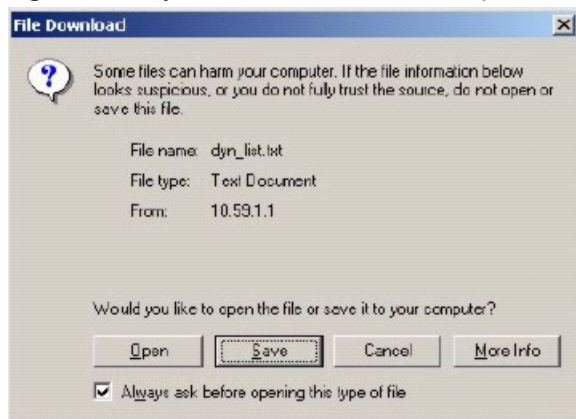 File Download
Some files can harm your computer. If the file information below
looks suspicious, or you do not fully trust the source, do not open or
save this file.
File name: dyn_list.txt
File type: Text Document
From: 10.59.1.1
Would you like to open the file or save it to your computer?
Open Save Cancel More Info
Always ask before opening this type of file